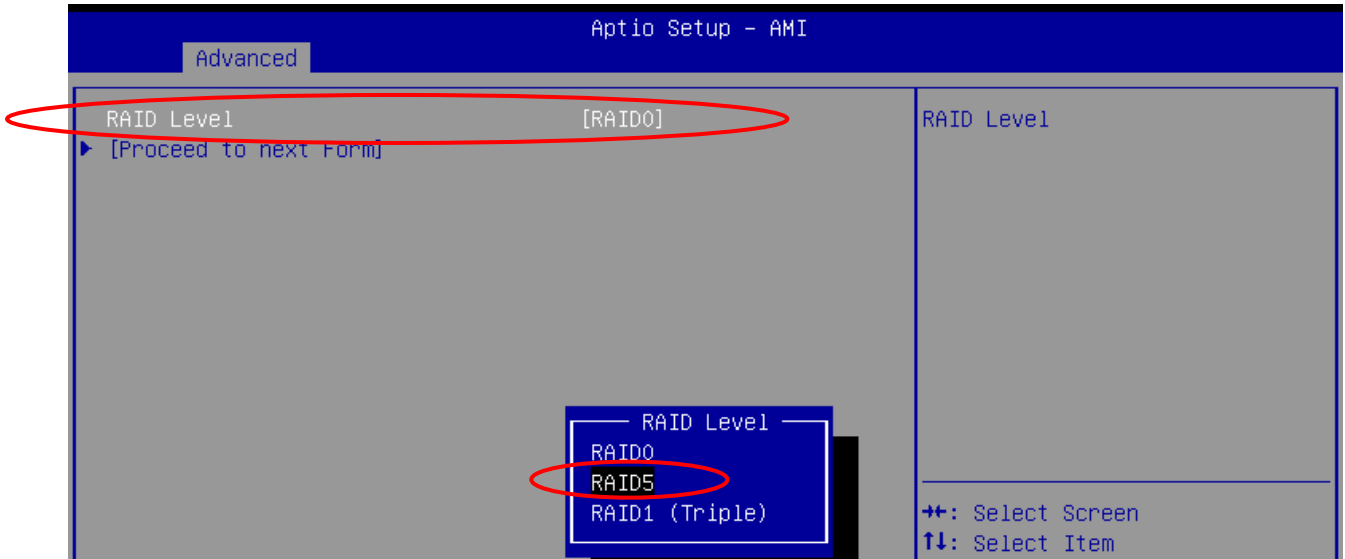 Aptio Setup - AMI
Advanced
RAID Level [RAID0]
[Proceed to next Form]
RAID Level
RAID Level
RAID0
RAID5
RAID1 (Triple)
→←: Select Screen
↑↓: Select Item